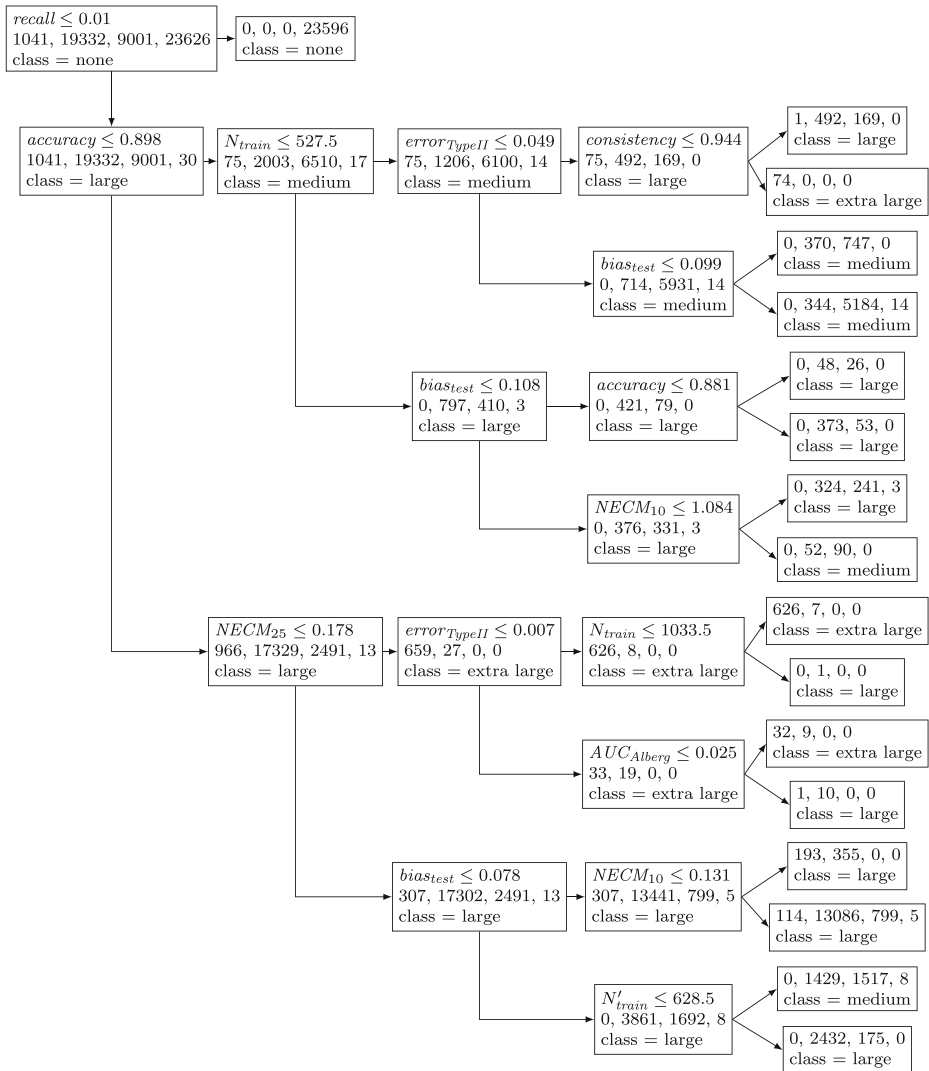 recall ≤ 0.01
1041, 19332, 9001, 23626
class = none
0, 0, 0, 23596
class = none
accuracy ≤ 0.898
1041, 19332, 9001, 30
class = large
N_train ≤ 527.5
75, 2003, 6510, 17
class = medium
error_TypeII ≤ 0.049
75, 1206, 6100, 14
class = medium
consistency ≤ 0.944
75, 492, 169, 0
class = large
1, 492, 169, 0
class = large
74, 0, 0, 0
class = extra large
bias_test ≤ 0.099
0, 714, 5931, 14
class = medium
0, 370, 747, 0
class = medium
0, 344, 5184, 14
class = medium
bias_test ≤ 0.108
0, 797, 410, 3
class = large
accuracy ≤ 0.881
0, 421, 79, 0
class = large
0, 48, 26, 0
class = large
0, 373, 53, 0
class = large
NECM_10 ≤ 1.084
0, 376, 331, 3
class = large
0, 324, 241, 3
class = large
0, 52, 90, 0
class = medium
NECM_25 ≤ 0.178
966, 17329, 2491, 13
class = large
error_TypeII ≤ 0.007
659, 27, 0, 0
class = extra large
N_train ≤ 1033.5
626, 8, 0, 0
class = extra large
626, 7, 0, 0
class = extra large
0, 1, 0, 0
class = large
AUC_Alberg ≤ 0.025
33, 19, 0, 0
class = extra large
32, 9, 0, 0
class = extra large
1, 10, 0, 0
class = large
bias_test ≤ 0.078
307, 17302, 2491, 13
class = large
NECM_10 ≤ 0.131
307, 13441, 799, 5
class = large
193, 355, 0, 0
class = large
114, 13086, 799, 5
class = large
N′_train ≤ 628.5
0, 3861, 1692, 8
class = large
0, 1429, 1517, 8
class = medium
0, 2432, 175, 0
class = large